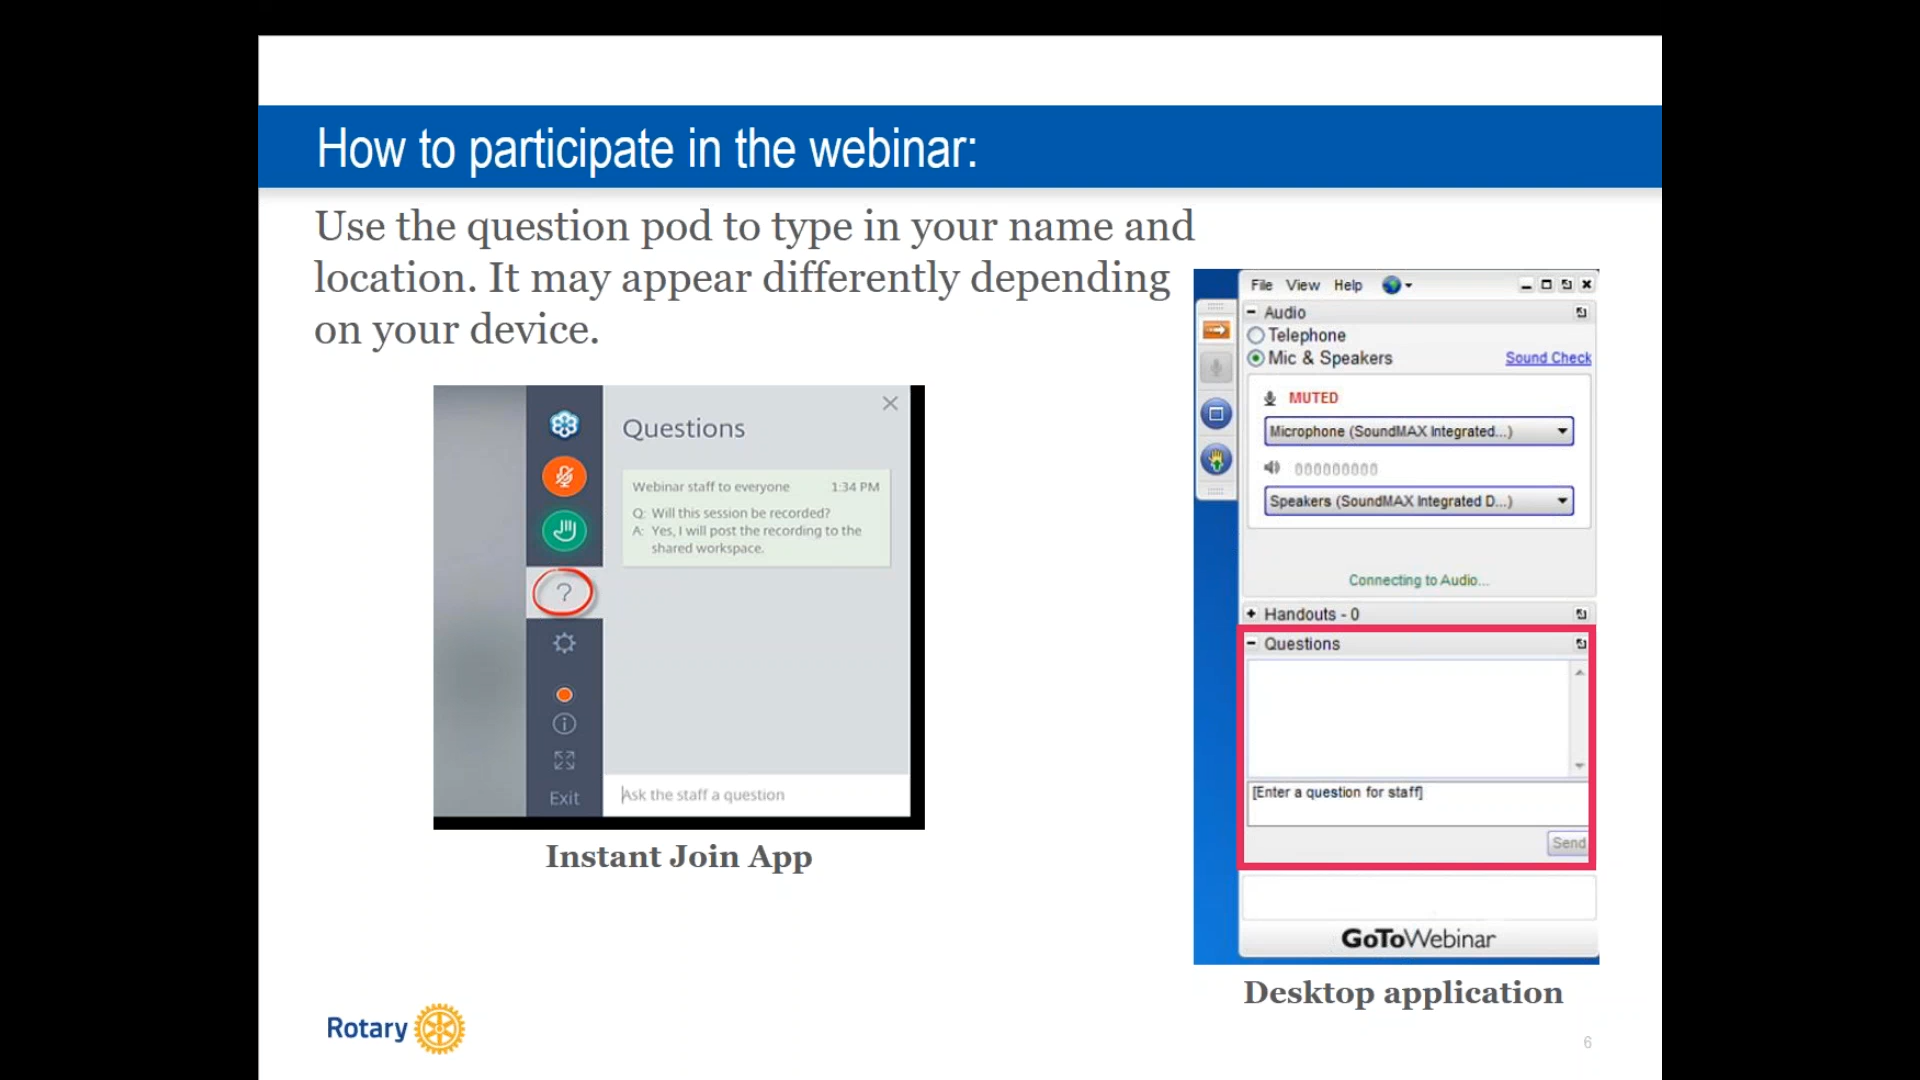 How to participate in the webinar:
Use the question pod to type in your name and
location. It may appear differently depending
on your device.
Questions
Webinar staff to everyone 1:34 PM
Q: Will this session be recorded?
A: Yes, I will post the recording to the
shared workspace.
?
Exit
Ask the staff a question
Instant Join App
File View Help
Audio
Telephone
Mic & Speakers Sound Check
MUTED
Microphone (SoundMAX Integrated...)
000000000
Speakers (SoundMAX Integrated D...)
Connecting to Audio...
Handouts - 0
Questions
[Enter a question for staff]
Send
GoToWebinar
Desktop application
Rotary
6